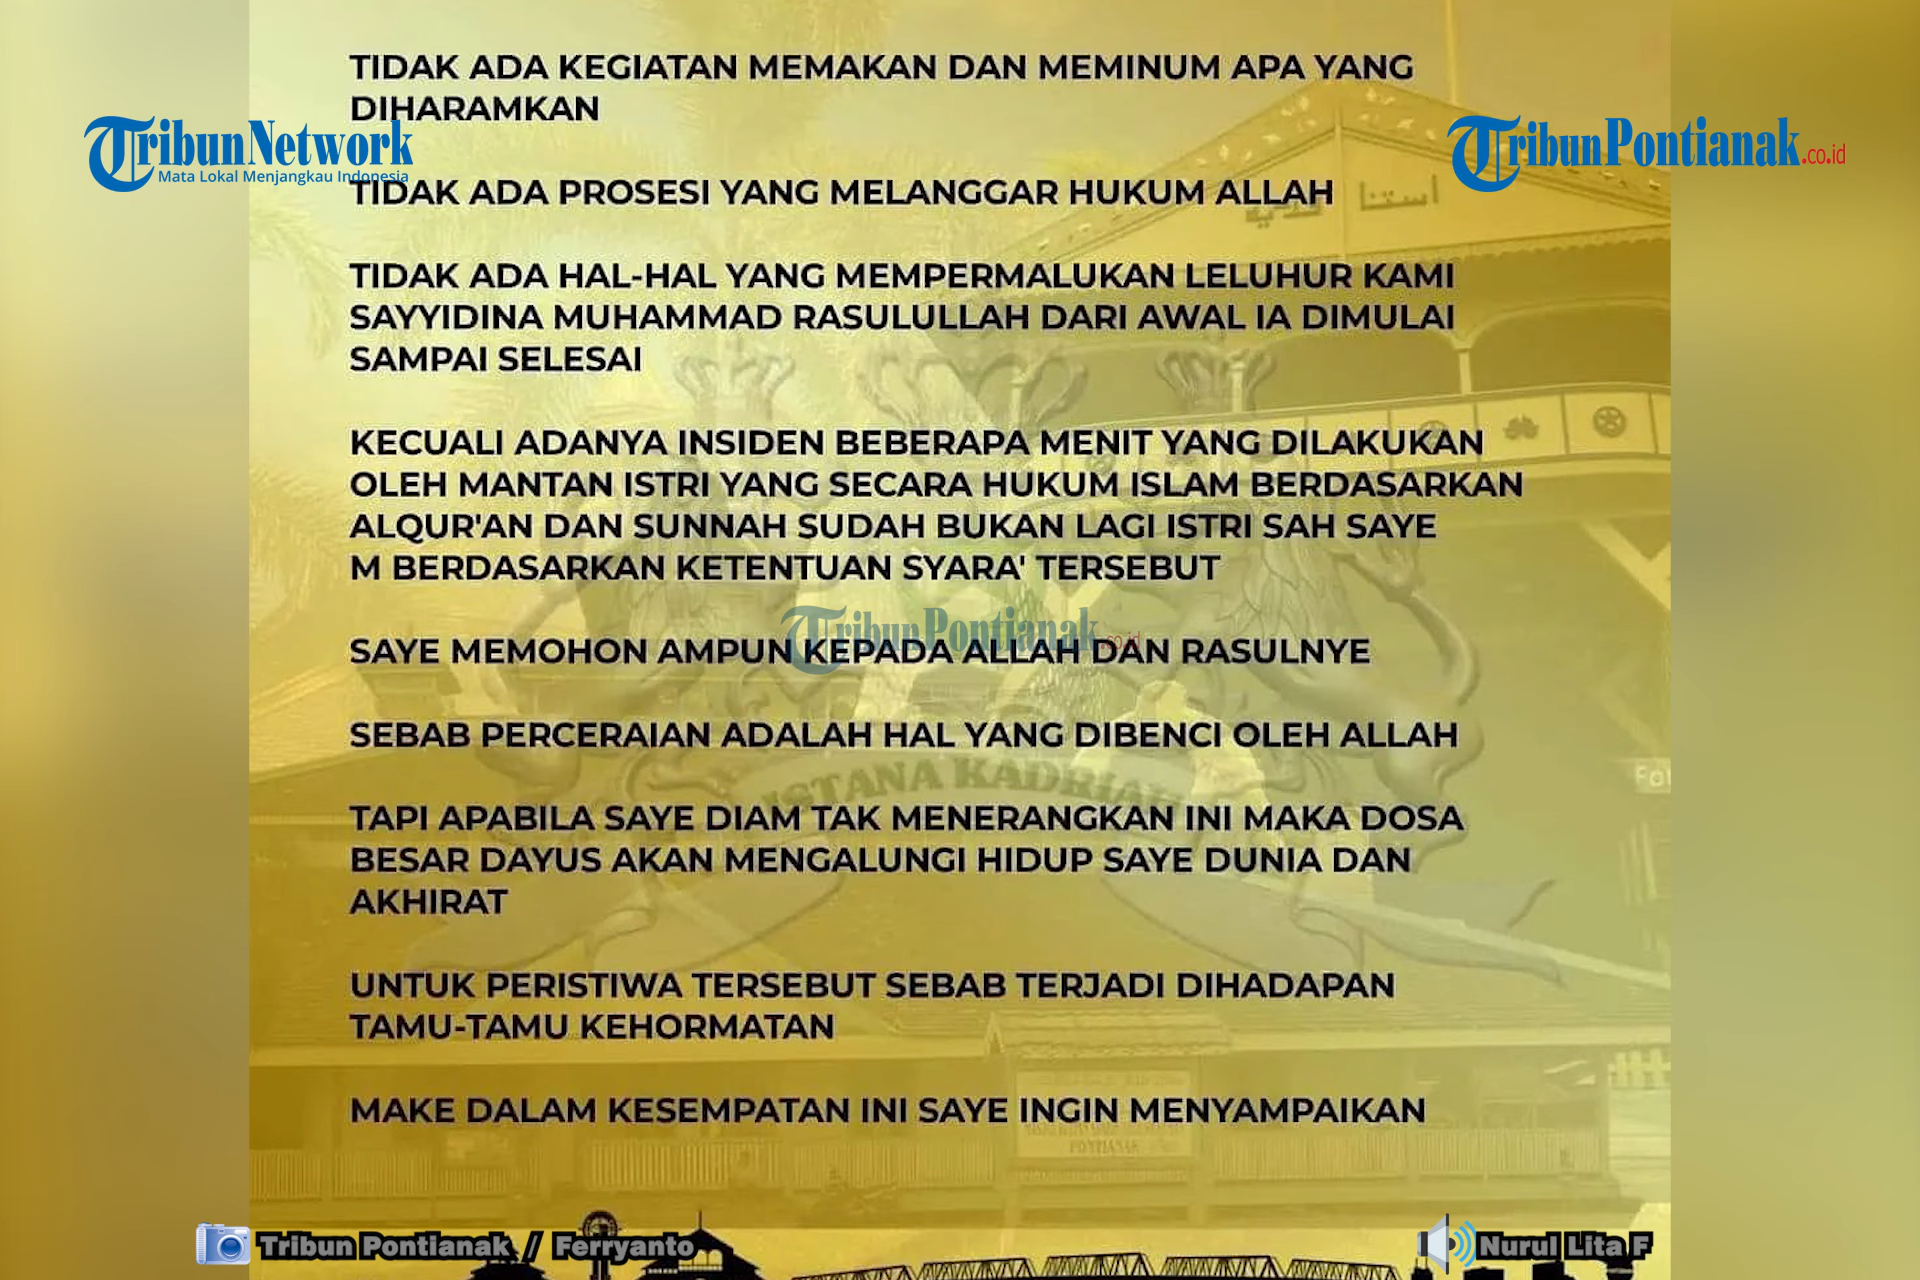 TIDAK ADA KEGIATAN MEMAKAN DAN MEMINUM APA YANG
DIHARAMKAN
TribunNetwork
Mata Lokal Menjangkau Indonesia
TribunPontianak.co.id
TIDAK ADA PROSESI YANG MELANGGAR HUKUM ALLAH
TIDAK ADA HAL-HAL YANG MEMPERMALUKAN LELUHUR KAMI
SAYYIDINA MUHAMMAD RASULULLAH DARI AWAL IA DIMULAI
SAMPAI SELESAI
KECUALI ADANYA INSIDEN BEBERAPA MENIT YANG DILAKUKAN
OLEH MANTAN ISTRI YANG SECARA HUKUM ISLAM BERDASARKAN
ALQUR'AN DAN SUNNAH SUDAH BUKAN LAGI ISTRI SAH SAYE
M BERDASARKAN KETENTUAN SYARA' TERSEBUT
TribunPontianak.co.id
SAYE MEMOHON AMPUN KEPADA ALLAH DAN RASULNYE
SEBAB PERCERAIAN ADALAH HAL YANG DIBENCI OLEH ALLAH
ISTANA KADRIAH
TAPI APABILA SAYE DIAM TAK MENERANGKAN INI MAKA DOSA
BESAR DAYUS AKAN MENGALUNGI HIDUP SAYE DUNIA DAN
AKHIRAT
UNTUK PERISTIWA TERSEBUT SEBAB TERJADI DIHADAPAN
TAMU-TAMU KEHORMATAN
MAKE DALAM KESEMPATAN INI SAYE INGIN MENYAMPAIKAN
PONTIANAK
Tribun Pontianak / Ferryanto
Nurul Lita F